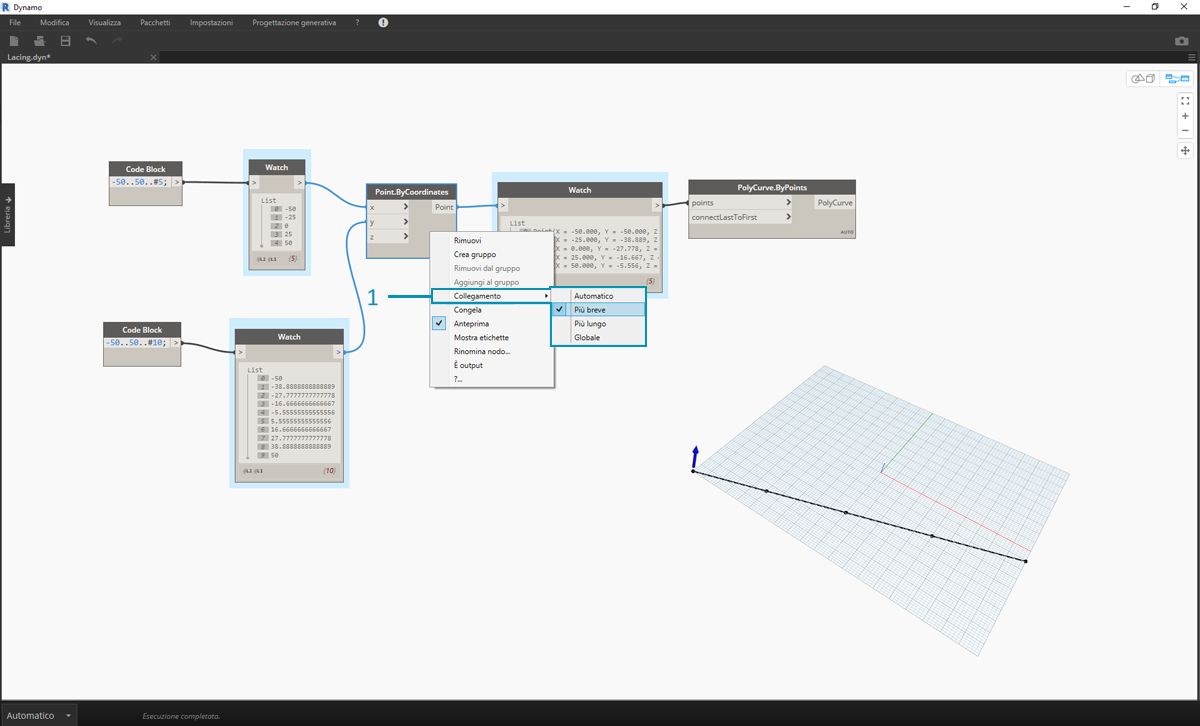 Dynamo
File Modifica Visualizza Pacchetti Impostazioni Progettazione generativa ?
Lacing.dyn*
Libreria
Code Block
-50..50..#5; >
Watch
> >
List
0 -50
1 -25
2 0
3 25
4 50
@L2 @L1 {5}
Point.ByCoordinates
x > Point
y >
z >
Watch
> >
List
0 Point(X = -50.000, Y = -50.000, Z
X = -25.000, Y = -38.889, Z =
X = 0.000, Y = -27.778, Z =
X = 25.000, Y = -16.667, Z
X = 50.000, Y = -5.556, Z =
{5}
PolyCurve.ByPoints
points > PolyCurve
connectLastToFirst >
AUTO
Code Block
-50..50..#10; >
Watch
> >
List
0 -50
1 -38.8888888888889
2 -27.7777777777778
3 -16.6666666666667
4 -5.55555555555556
5 5.5555555555556
6 16.6666666666667
7 27.7777777777778
8 38.8888888888889
9 50
@L2 @L1 {10}
1
Rimuovi
Crea gruppo
Rimuovi dal gruppo
Aggiungi al gruppo
Collegamento
Congela
Anteprima
Mostra etichette
Rinomina nodo...
È output
?...
Automatico
Più breve
Più lungo
Globale
Automatico
Esecuzione completata.